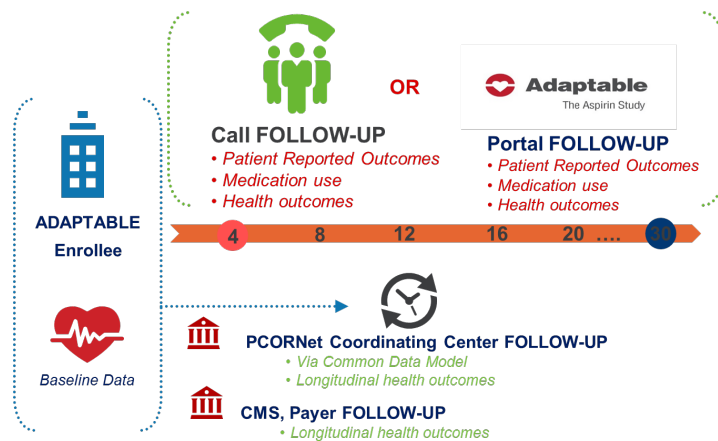 OR
Adaptable
The Aspirin Study
Call FOLLOW-UP
• Patient Reported Outcomes
• Medication use
• Health outcomes
Portal FOLLOW-UP
• Patient Reported Outcomes
• Medication use
• Health outcomes
ADAPTABLE
Enrollee
4 8 12 16 20 .... 30
Baseline Data
PCORNet Coordinating Center FOLLOW-UP
• Via Common Data Model
• Longitudinal health outcomes
CMS, Payer FOLLOW-UP
• Longitudinal health outcomes